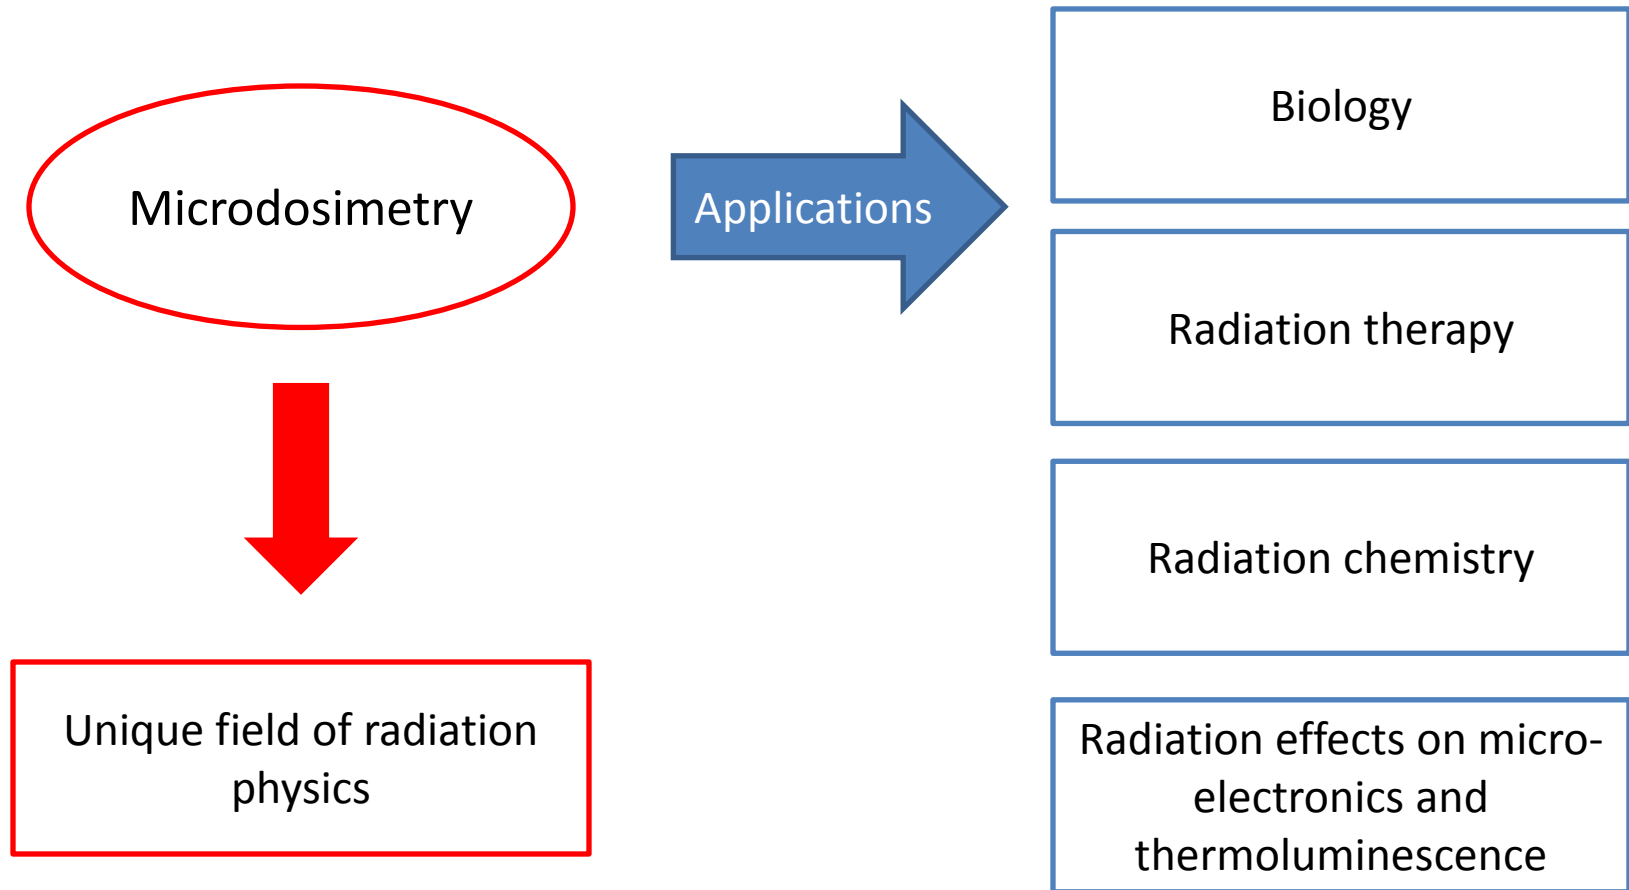 Microdosimetry
Applications
Biology
Radiation therapy
Radiation chemistry
Radiation effects on micro-
electronics and
thermoluminescence
Unique field of radiation
physics